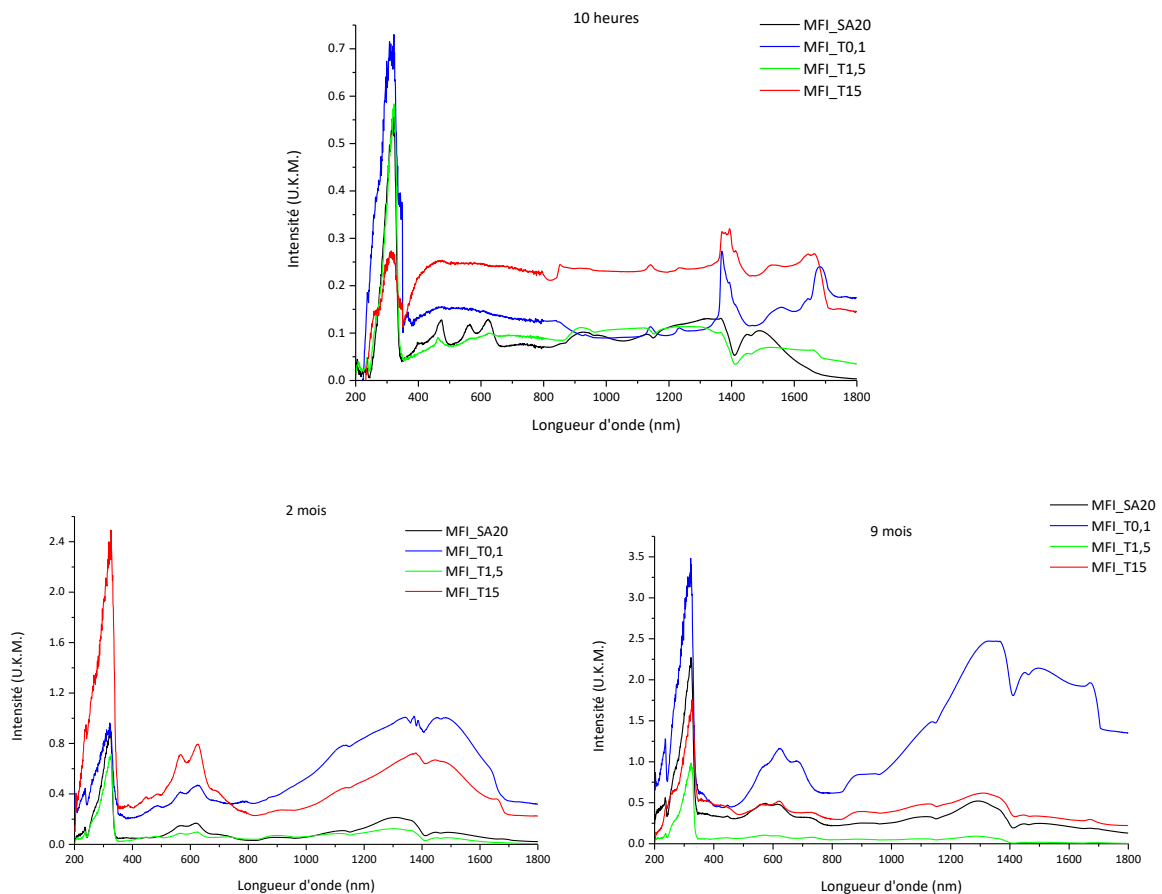 10 heures
MFI_SA20
MFI_T0,1
MFI_T1,5
MFI_T15
Intensité (U.K.M.)
0.7
0.6
0.5
0.4
0.3
0.2
0.1
0.0
200 400 600 800 1000 1200 1400 1600 1800
Longueur d'onde (nm)
2 mois
MFI_SA20
MFI_T0,1
MFI_T1,5
MFI_T15
Intensité (U.K.M.)
2.4
2.0
1.6
1.2
0.8
0.4
0.0
200 400 600 800 1000 1200 1400 1600 1800
Longueur d'onde (nm)
9 mois
MFI_SA20
MFI_T0,1
MFI_T1,5
MFI_T15
Intensité (U.K.M.)
3.5
3.0
2.5
2.0
1.5
1.0
0.5
0.0
200 400 600 800 1000 1200 1400 1600 1800
Longueur d'onde (nm)